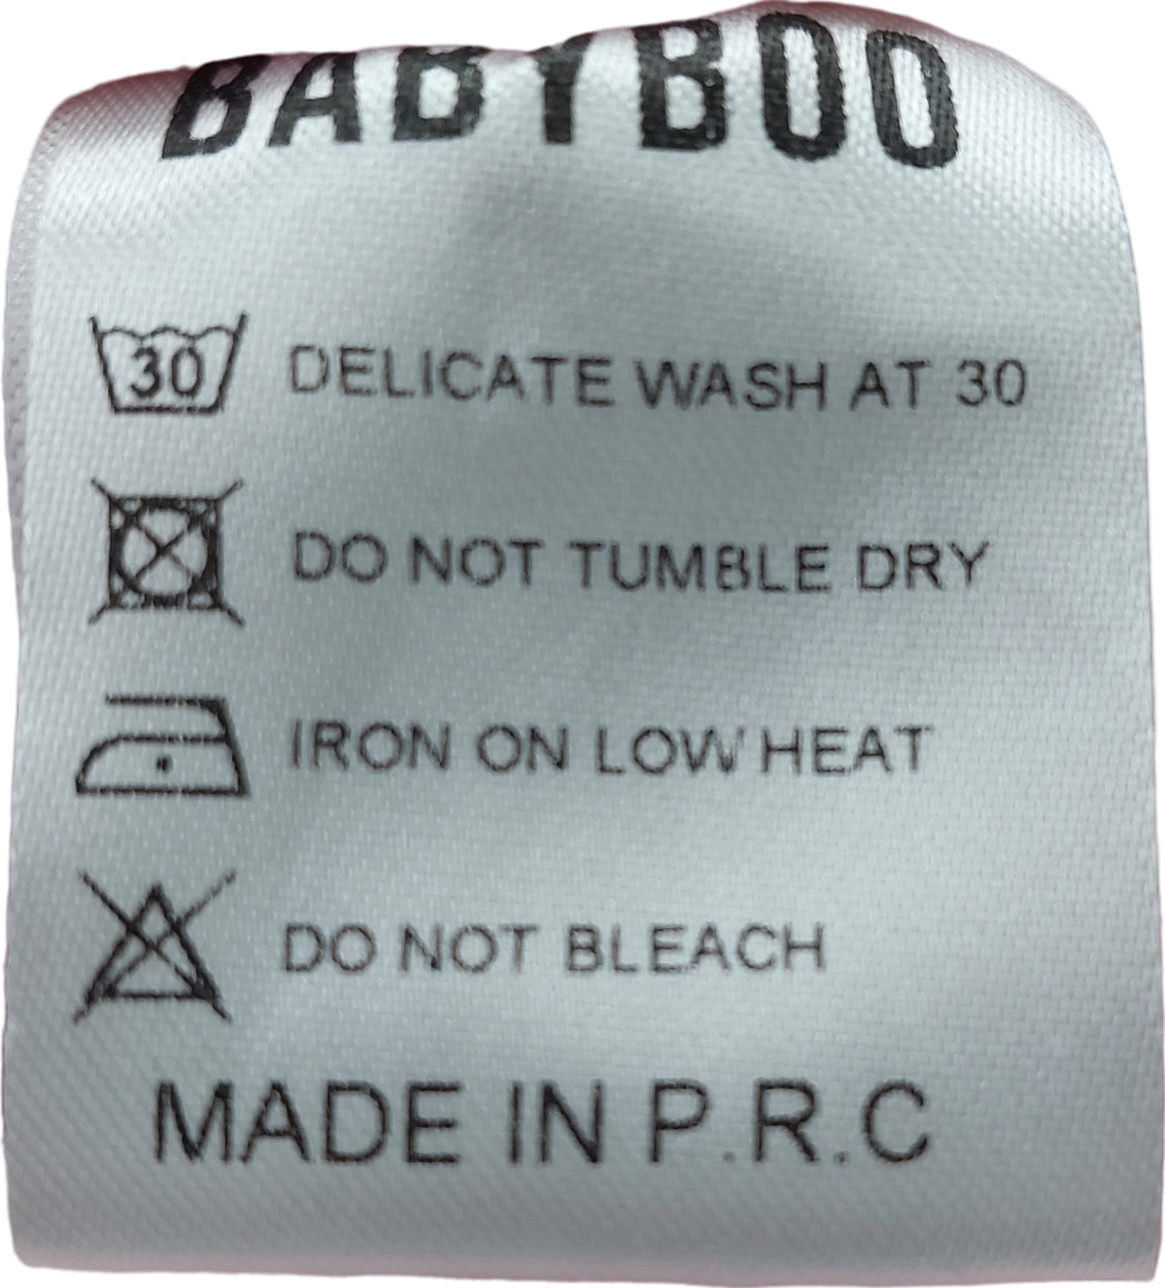 BABYBOO
30 DELICATE WASH AT 30
DO NOT TUMBLE DRY
IRON ON LOW HEAT
DO NOT BLEACH
MADE IN P.R.C